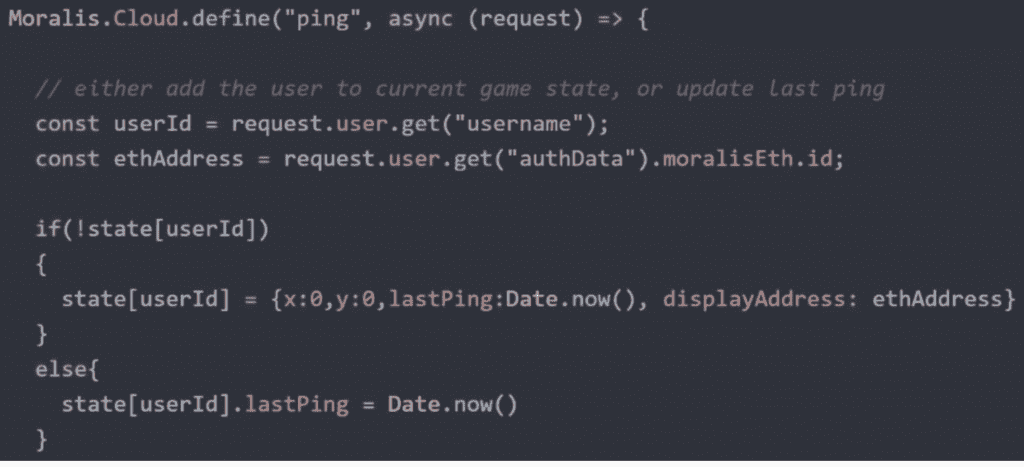 Moralis.Cloud.define("ping", async (request) => {
// either add the user to current game state, or update last ping
const userId = request.user.get("username");
const ethAddress = request.user.get("authData").moralisEth.id;
if(!state[userId])
{
state[userId] = {x:0,y:0,lastPing:Date.now(), displayAddress: ethAddress}
}
else{
state[userId].lastPing = Date.now()
}